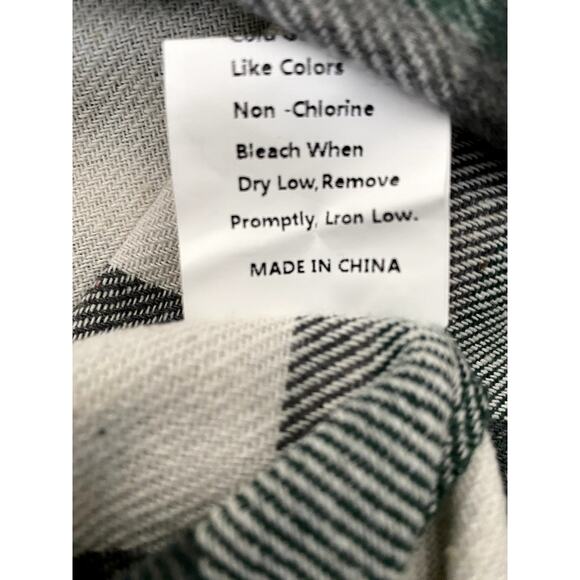 Like Colors
Non -Chlorine
Bleach When
Dry Low, Remove
Promptly, Lron Low.
MADE IN CHINA